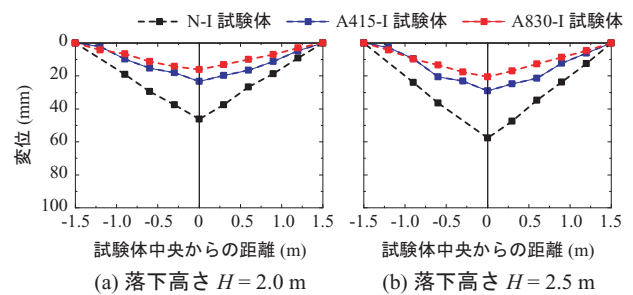 N-I 試験体 A415-I 試験体 A830-I 試験体
変位 (mm)
0
20
40
60
80
100
-1.5 -1.0 -0.5 0 0.5 1.0 1.5
-1.5 -1.0 -0.5 0 0.5 1.0 1.5
試験体中央からの距離 (m)
試験体中央からの距離 (m)
(a) 落下高さ H = 2.0 m
(b) 落下高さ H = 2.5 m